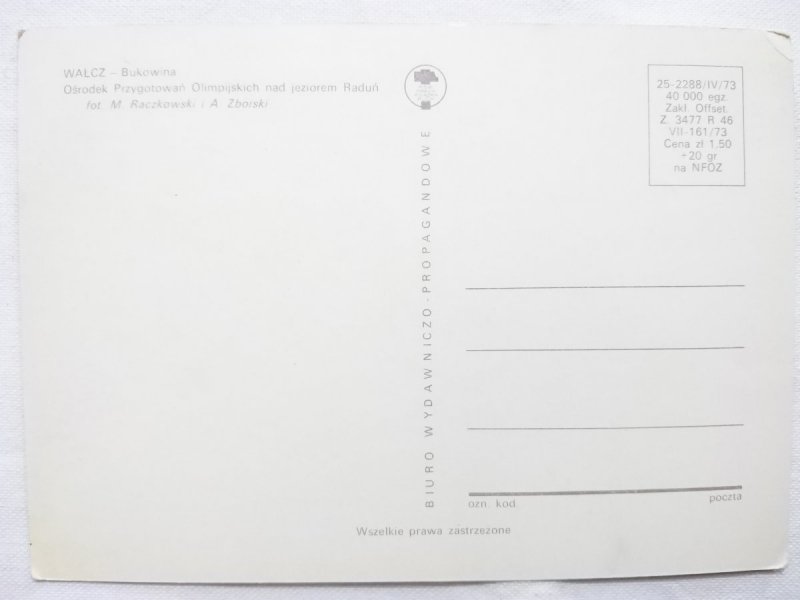 WAŁCZ – Bukowina
Ośrodek Przygotowań Olimpijskich nad jeziorem Raduń
fot. M. Raczkowski i A. Zborski
BIURO WYDAWNICZO-PROPAGANDOWE
25-2288/IV/73
40 000 egz.
Zakł. Offset.
Z. 3477 R 46
VII-161/73
Cena zł 1,50
+20 gr
na NFOZ
ozn. kod
poczta
Wszelkie prawa zastrzeżone